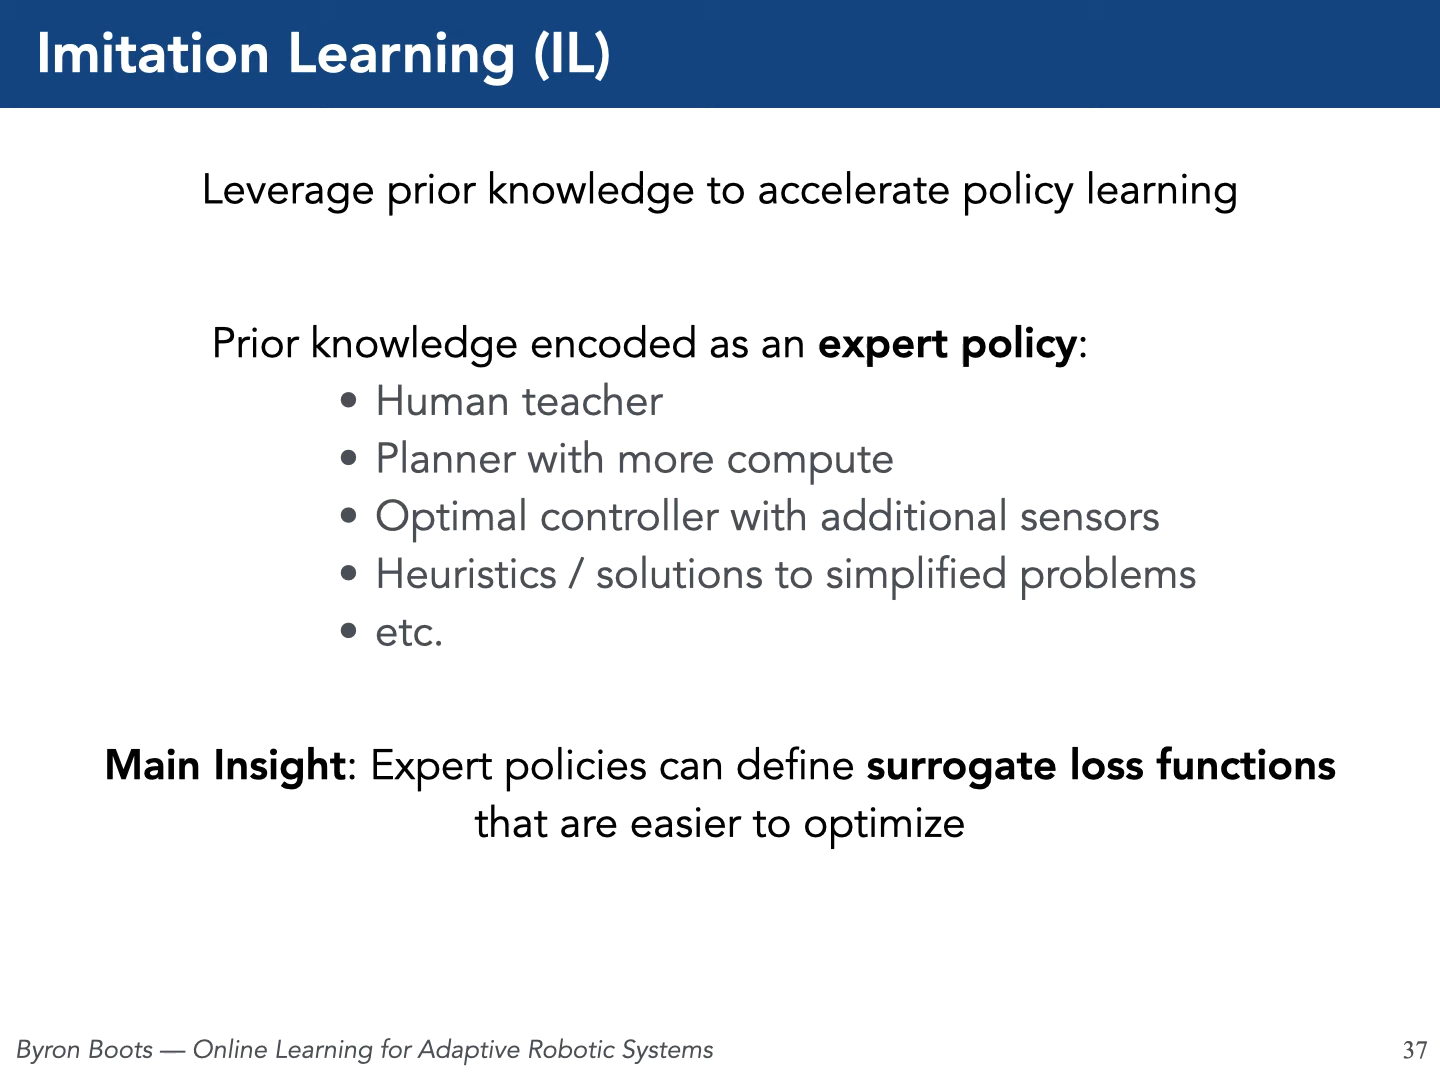 Imitation Learning (IL)
Leverage prior knowledge to accelerate policy learning
Prior knowledge encoded as an expert policy:
• Human teacher
• Planner with more compute
• Optimal controller with additional sensors
• Heuristics / solutions to simplified problems
• etc.
Main Insight: Expert policies can define surrogate loss functions
that are easier to optimize
Byron Boots — Online Learning for Adaptive Robotic Systems
37